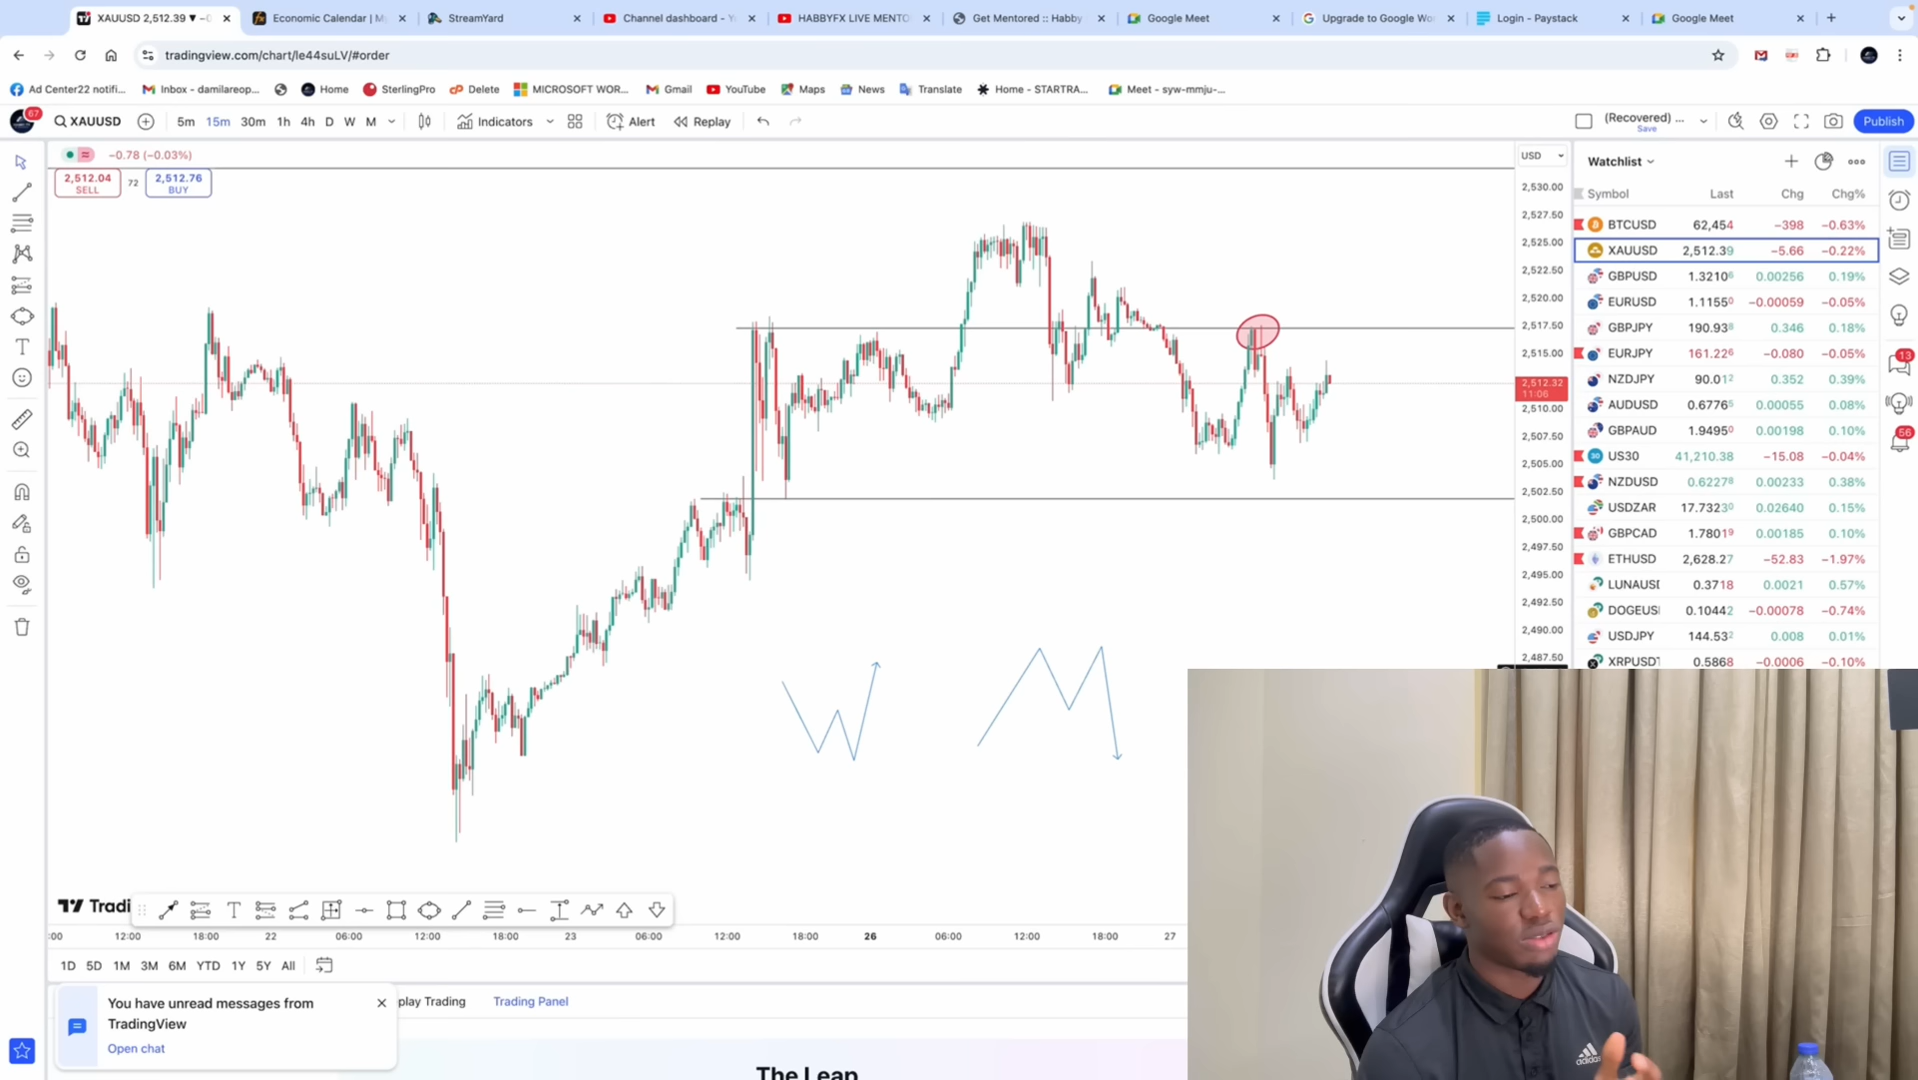 XAUUSD 2,512.39 ▼ −0
Economic Calendar | M
StreamYard
Channel dashboard - Y
HABBYFX LIVE MENTO
Get Mentored :: Habby
Google Meet
Upgrade to Google Wo
Login - Paystack
Google Meet
tradingview.com/chart/le44suLV/#order
Ad Center22 notifi...
Inbox - damilareop...
Home
SterlingPro
Delete
MICROSOFT WOR...
Gmail
YouTube
Maps
News
Translate
Home - STARTRA...
Meet - syw-mmju-...
87
XAUUSD
5m
15m
30m
1h
4h
D
W
M
Indicators
Alert
Replay
(Recovered) ...
Save
Publish
−0.78 (−0.03%)
2,512.04
SELL
72
2,512.76
BUY
USD
2,530.00
2,527.50
2,525.00
2,522.50
2,520.00
2,517.50
2,515.00
2,512.32
11:06
2,510.00
2,507.50
2,505.00
2,502.50
2,500.00
2,497.50
2,495.00
2,492.50
2,490.00
2,487.50
Watchlist
Symbol Last Chg Chg%
BTCUSD 62,454 −398 −0.63%
XAUUSD 2,512.39 −5.66 −0.22%
GBPUSD 1.32106 0.00256 0.19%
EURUSD 1.11550 −0.00059 −0.05%
GBPJPY 190.938 0.346 0.18%
EURJPY 161.226 −0.080 −0.05%
NZDJPY 90.012 0.352 0.39%
AUDUSD 0.67765 0.00055 0.08%
GBPAUD 1.94950 0.00198 0.10%
US30 41,210.38 −15.08 −0.04%
NZDUSD 0.62278 0.00233 0.38%
USDZAR 17.73230 0.02640 0.15%
GBPCAD 1.78019 0.00185 0.10%
ETHUSD 2,628.27 −52.83 −1.97%
LUNAUSD 0.3718 0.0021 0.57%
DOGEUS 0.10442 −0.00078 −0.74%
USDJPY 144.532 0.008 0.01%
XRPUSDT 0.5868 −0.0006 −0.10%
13
56
Tradi
:00
12:00
18:00
22
06:00
12:00
18:00
23
06:00
12:00
18:00
26
06:00
12:00
18:00
27
1D
5D
1M
3M
6M
YTD
1Y
5Y
All
You have unread messages from
TradingView
Open chat
play Trading
Trading Panel
The Leap
adidas